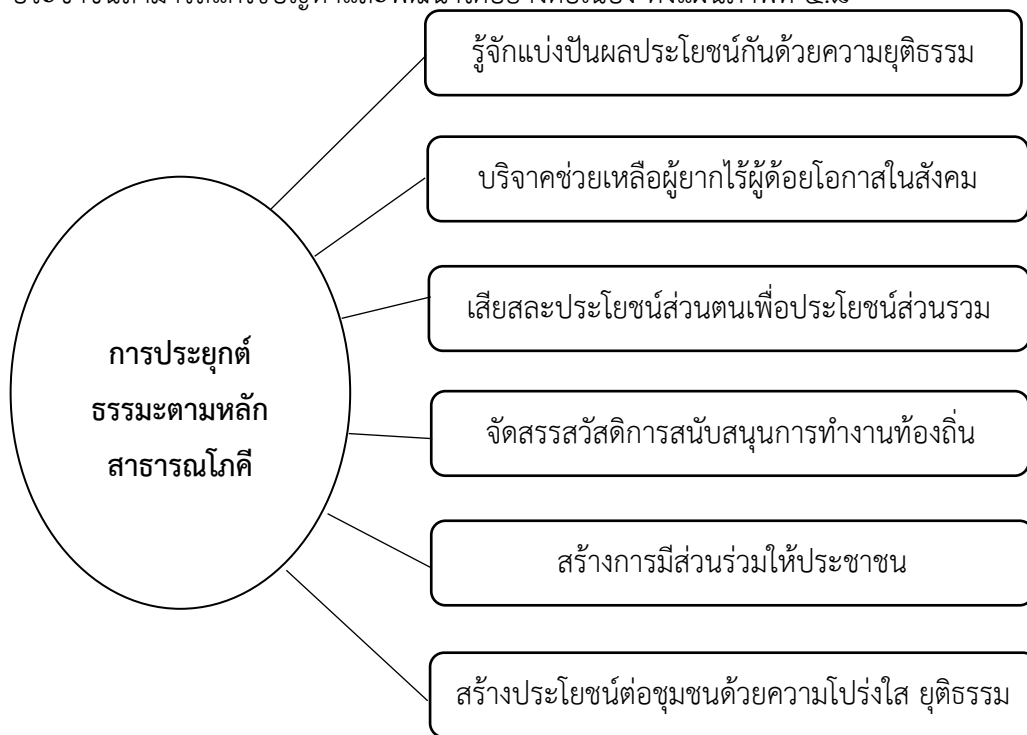 รู้จักแบ่งปันผลประโยชน์กันด้วยความยุติธรรม
บริจาคช่วยเหลือผู้ยากไร้ผู้ด้อยโอกาสในสังคม
เสียสละประโยชน์ส่วนตนเพื่อประโยชน์ส่วนรวม
การประยุกต์
ธรรมะตามหลัก
สาธารณโภคี
จัดสรรสวัสดิการสนับสนุนการทำงานท้องถิ่น
สร้างการมีส่วนร่วมให้ประชาชน
สร้างประโยชน์ต่อชุมชนด้วยความโปร่งใส ยุติธรรม